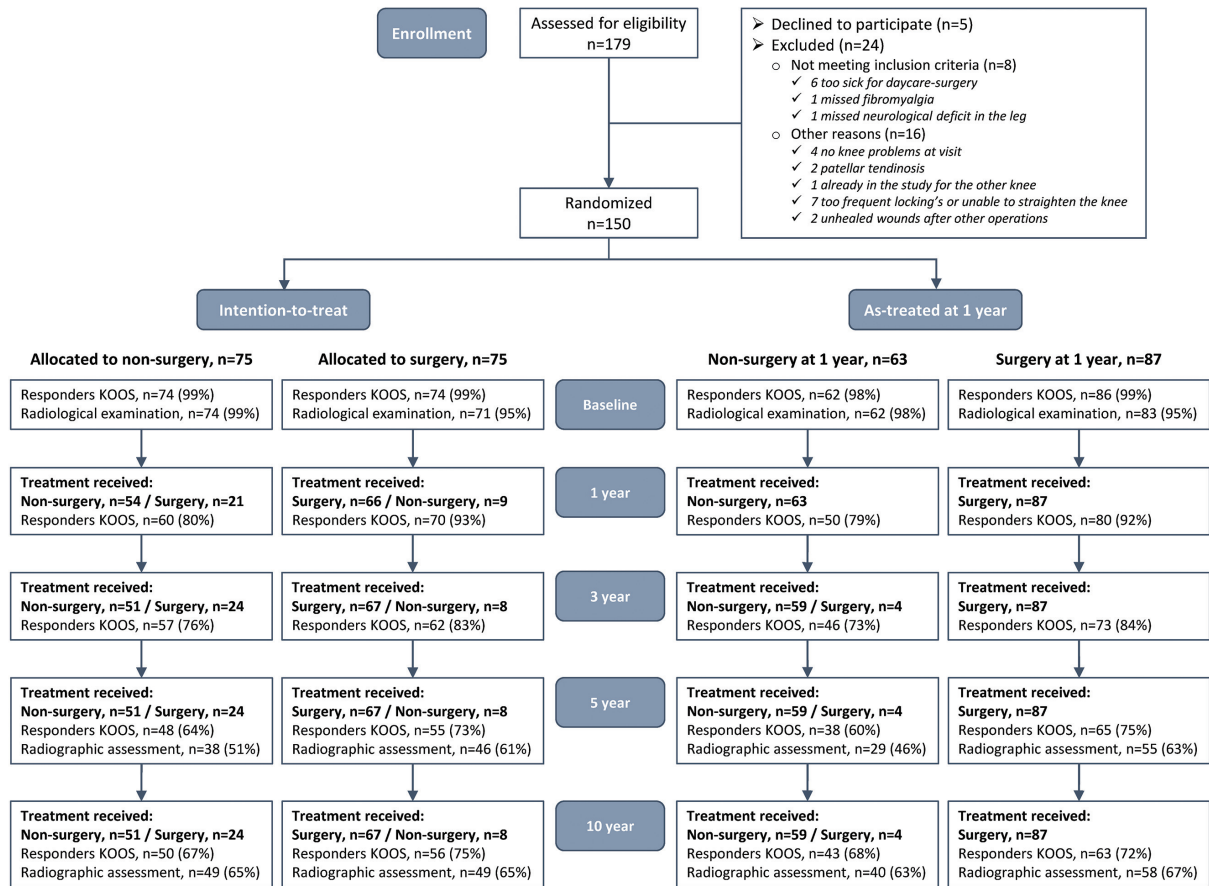 Enrollment
Assessed for eligibility
n=179
➢ Declined to participate (n=5)
➢ Excluded (n=24)
o Not meeting inclusion criteria (n=8)
✓ 6 too sick for daycare-surgery
✓ 1 missed fibromyalgia
✓ 1 missed neurological deficit in the leg
o Other reasons (n=16)
✓ 4 no knee problems at visit
✓ 2 patellar tendinosis
✓ 1 already in the study for the other knee
✓ 7 too frequent locking's or unable to straighten the knee
✓ 2 unhealed wounds after other operations
Randomized
n=150
Intention-to-treat
As-treated at 1 year
Allocated to non-surgery, n=75
Allocated to surgery, n=75
Non-surgery at 1 year, n=63
Surgery at 1 year, n=87
Responders KOOS, n=74 (99%)
Radiological examination, n=74 (99%)
Responders KOOS, n=74 (99%)
Radiological examination, n=71 (95%)
Baseline
Responders KOOS, n=62 (98%)
Radiological examination, n=62 (98%)
Responders KOOS, n=86 (99%)
Radiological examination, n=83 (95%)
Treatment received:
Non-surgery, n=54 / Surgery, n=21
Responders KOOS, n=60 (80%)
Treatment received:
Surgery, n=66 / Non-surgery, n=9
Responders KOOS, n=70 (93%)
1 year
Treatment received:
Non-surgery, n=63
Responders KOOS, n=50 (79%)
Treatment received:
Surgery, n=87
Responders KOOS, n=80 (92%)
Treatment received:
Non-surgery, n=51 / Surgery, n=24
Responders KOOS, n=57 (76%)
Treatment received:
Surgery, n=67 / Non-surgery, n=8
Responders KOOS, n=62 (83%)
3 year
Treatment received:
Non-surgery, n=59 / Surgery, n=4
Responders KOOS, n=46 (73%)
Treatment received:
Surgery, n=87
Responders KOOS, n=73 (84%)
Treatment received:
Non-surgery, n=51 / Surgery, n=24
Responders KOOS, n=48 (64%)
Radiographic assessment, n=38 (51%)
Treatment received:
Surgery, n=67 / Non-surgery, n=8
Responders KOOS, n=55 (73%)
Radiographic assessment, n=46 (61%)
5 year
Treatment received:
Non-surgery, n=59 / Surgery, n=4
Responders KOOS, n=38 (60%)
Radiographic assessment, n=29 (46%)
Treatment received:
Surgery, n=87
Responders KOOS, n=65 (75%)
Radiographic assessment, n=55 (63%)
Treatment received:
Non-surgery, n=51 / Surgery, n=24
Responders KOOS, n=50 (67%)
Radiographic assessment, n=49 (65%)
Treatment received:
Surgery, n=67 / Non-surgery, n=8
Responders KOOS, n=56 (75%)
Radiographic assessment, n=49 (65%)
10 year
Treatment received:
Non-surgery, n=59 / Surgery, n=4
Responders KOOS, n=43 (68%)
Radiographic assessment, n=40 (63%)
Treatment received:
Surgery, n=87
Responders KOOS, n=63 (72%)
Radiographic assessment, n=58 (67%)